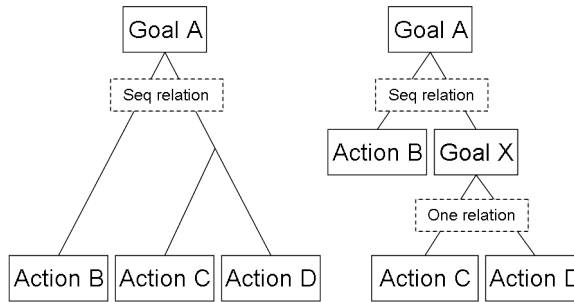 Goal A
Seq relation
Action B
Action C
Action D
Goal A
Seq relation
Action B
Goal X
One relation
Action C
Action D